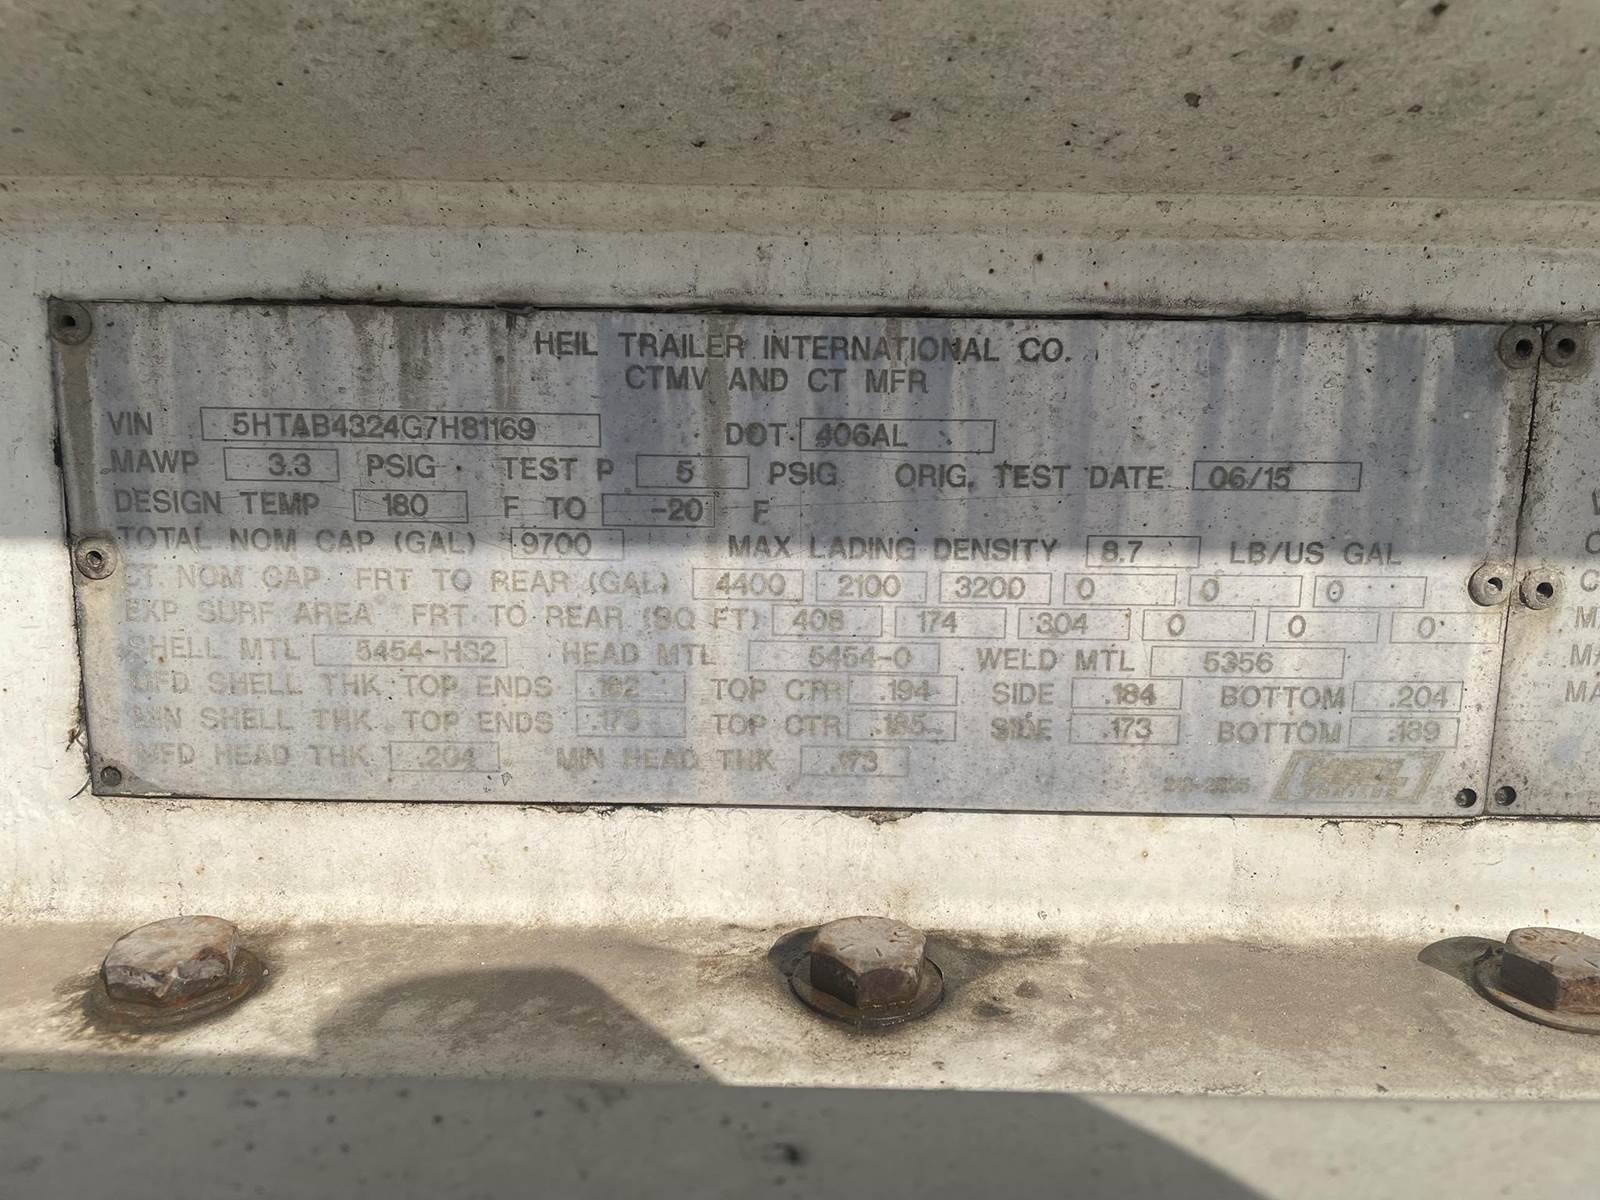 HEIL TRAILER INTERNATIONAL CO.
CTMV AND CT MFR
VIN 5HTAB4324G7H81169 DOT 406AL
MAWP 3.3 PSIG TEST P 5 PSIG ORIG. TEST DATE 06/15
DESIGN TEMP 180 F TO -20 F
TOTAL NOM CAP (GAL) 9700 MAX LADING DENSITY 8.7 LB/US GAL
CT. NOM CAP FRT TO REAR (GAL) 4400 2100 3200 0 0 0
EXP SURF AREA FRT TO REAR (SQ FT) 408 174 304 0 0 0
SHELL MTL 5454-H32 HEAD MTL 5454-0 WELD MTL 5356
MFD SHELL THK TOP ENDS TOP CTR .194 SIDE .184 BOTTOM .204
MIN SHELL THK TOP ENDS TOP CTR .185 SIDE .173 BOTTOM
MFD HEAD THK .204 MIN HEAD THK .173